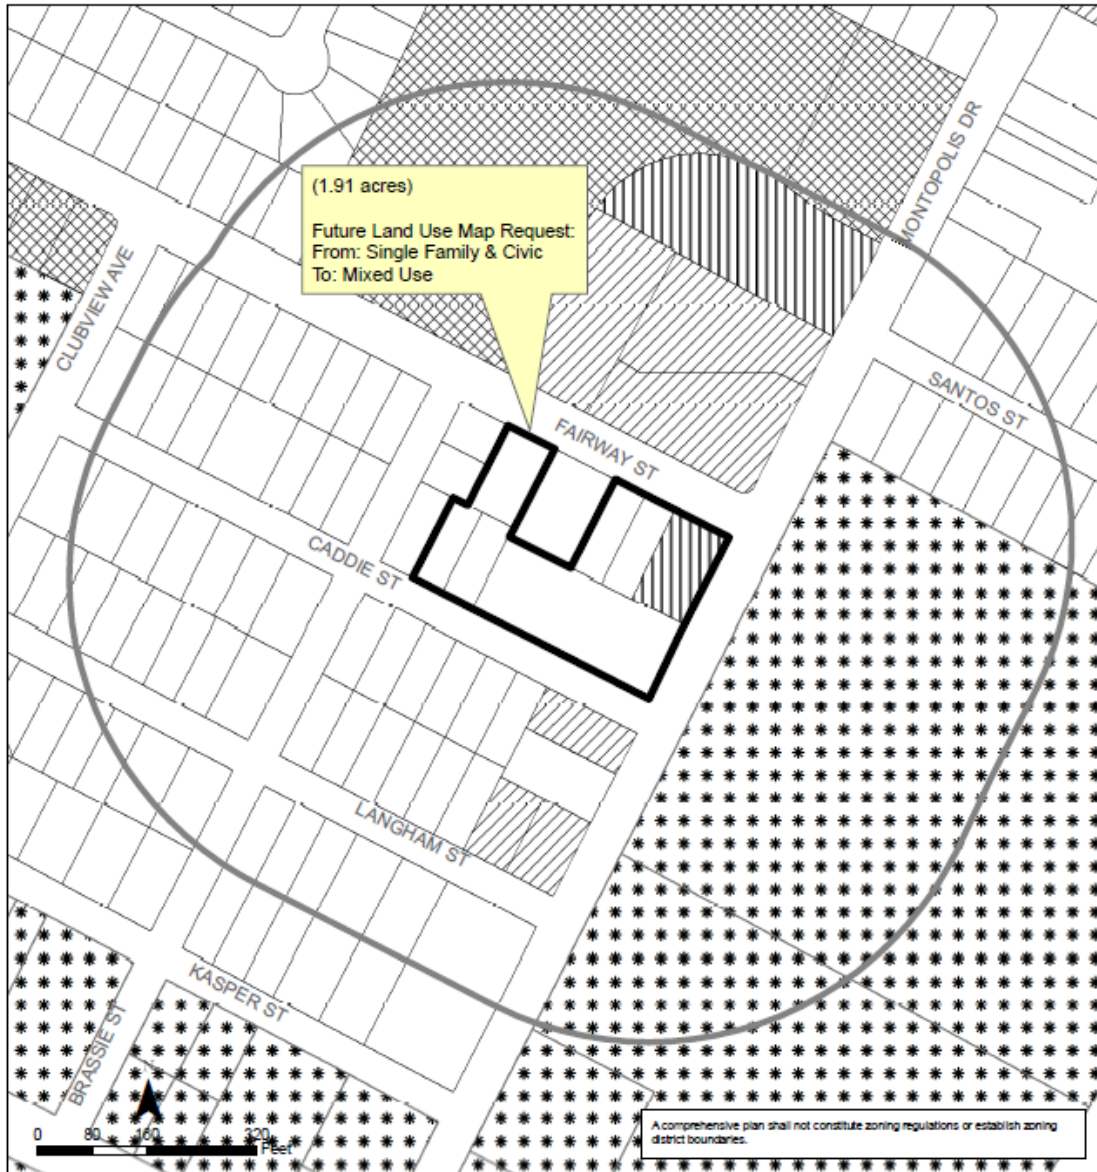 MONTOPOLIS DR
(1.91 acres)
Future Land Use Map Request:
From: Single Family & Civic
To: Mixed Use
CLUBVIEW AVE
SANTOS ST
FAIRWAY ST
CADDIE ST
LANGHAM ST
KASPER ST
BRASSIE ST
0 80 160 320
Feet
A comprehensive plan shall not constitute zoning regulations or establish zoning
district boundaries.